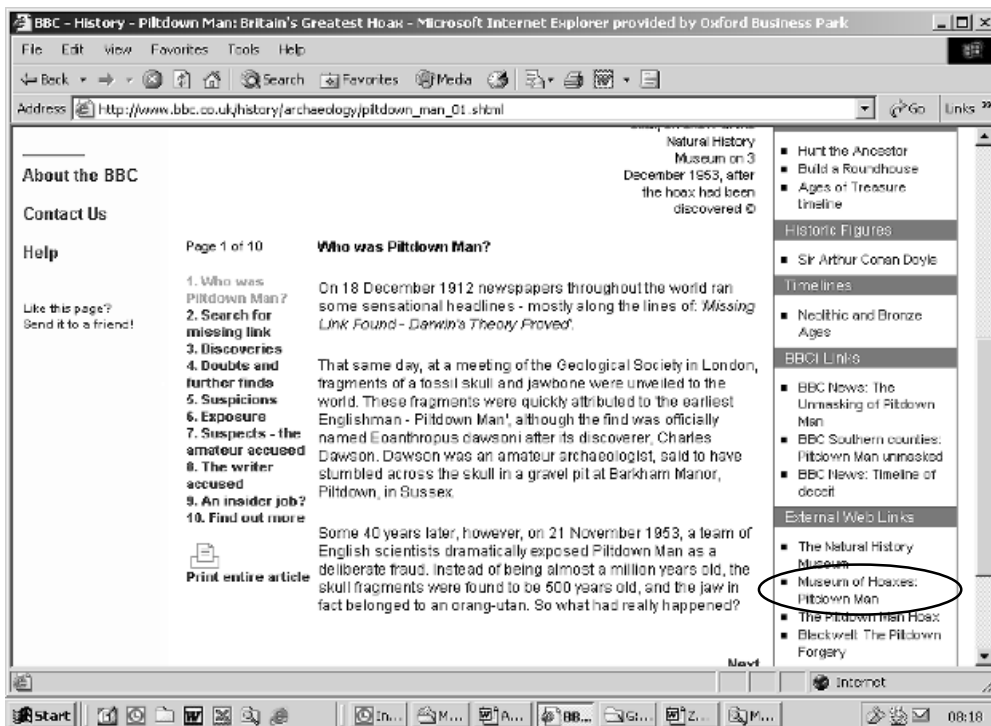 BBC - History - Piltdown Man: Britain's Greatest Hoax - Microsoft Internet Explorer provided by Oxford Business Park
File Edit View Favorites Tools Help
Back Search Favorites Media
Address http://www.bbc.co.uk/history/archaeology/piltdown_man_01.shtml Go Links »
About the BBC
Contact Us
Help
Like this page?
Send it to a friend!
Page 1 of 10
1. Who was
Piltdown Man?
2. Search for
missing link
3. Discoveries
4. Doubts and
further finds
5. Suspicions
6. Exposure
7. Suspects - the
amateur accused
8. The writer
accused
9. An insider job?
10. Find out more
Print entire article
Natural History
Museum on 3
December 1953, after
the hoax had been
discovered ©
Who was Piltdown Man?
On 18 December 1912 newspapers throughout the world ran
some sensational headlines - mostly along the lines of: 'Missing
Link Found - Darwin's Theory Proved'.
That same day, at a meeting of the Geological Society in London,
fragments of a fossil skull and jawbone were unveiled to the
world. These fragments were quickly attributed to 'the earliest
Englishman - Piltdown Man', although the find was officially
named Eoanthropus dawsoni after its discoverer, Charles
Dawson. Dawson was an amateur archaeologist, said to have
stumbled across the skull in a gravel pit at Barkham Manor,
Piltdown, in Sussex.
Some 40 years later, however, on 21 November 1953, a team of
English scientists dramatically exposed Piltdown Man as a
deliberate fraud. Instead of being almost a million years old, the
skull fragments were found to be 500 years old, and the jaw in
fact belonged to an orang-utan. So what had really happened?
Next
Hunt the Ancestor
Build a Roundhouse
Ages of Treasure
timeline
Historic Figures
Sir Arthur Conan Doyle
Timelines
Neolithic and Bronze
Ages
BBCi Links
BBC News: The
Unmasking of Piltdown
Man
BBC Southern counties:
Piltdown Man unmasked
BBC News: Timeline of
deceit
External Web Links
The Natural History
Museum
Museum of Hoaxes:
Piltdown Man
The Piltdown Man Hoax
Blackwell: The Piltdown
Forgery
Internet
Start In... M... A... BB... Gi... Z... M... 08:18